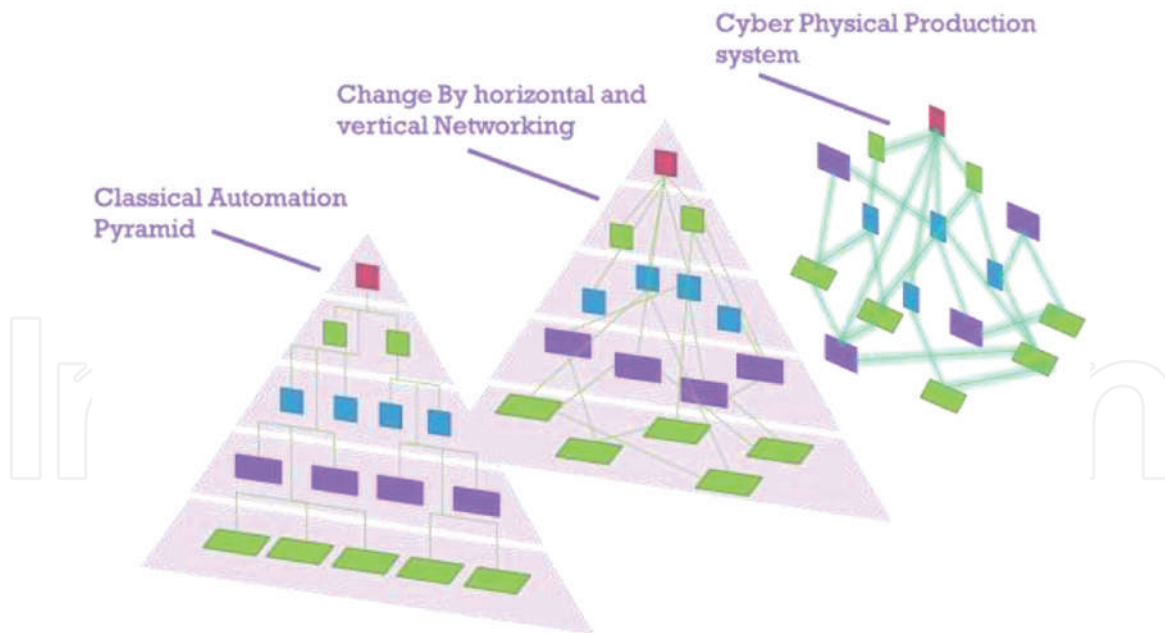 Cyber Physical Production
system
Change By horizontal and
vertical Networking
Classical Automation
Pyramid